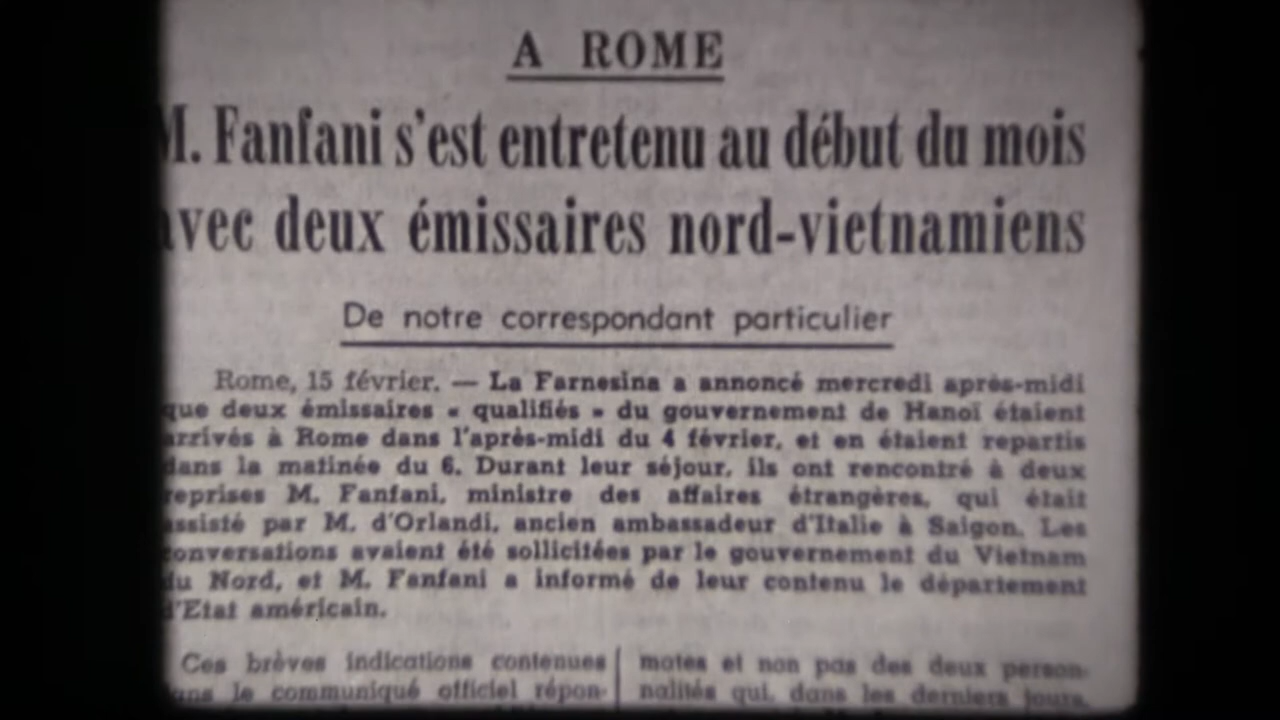 A ROME
M. Fanfani s'est entretenu au début du mois
avec deux émissaires nord-vietnamiens
De notre correspondant particulier
Rome, 15 février. — La Farnesina a annoncé mercredi après-midi
que deux émissaires « qualifiés » du gouvernement de Hanoï étaient
arrivés à Rome dans l'après-midi du 4 février, et en étaient repartis
dans la matinée du 6. Durant leur séjour, ils ont rencontré à deux
reprises M. Fanfani, ministre des affaires étrangères, qui était
assisté par M. d'Orlandi, ancien ambassadeur d'Italie à Saigon. Les
conversations avaient été sollicitées par le gouvernement du Vietnam
du Nord, et M. Fanfani a informé de leur contenu le département
d'Etat américain.
Ces brèves indications contenues
dans le communiqué officiel répon-
motes et non pas des deux person-
nalités qui, dans les derniers jours,